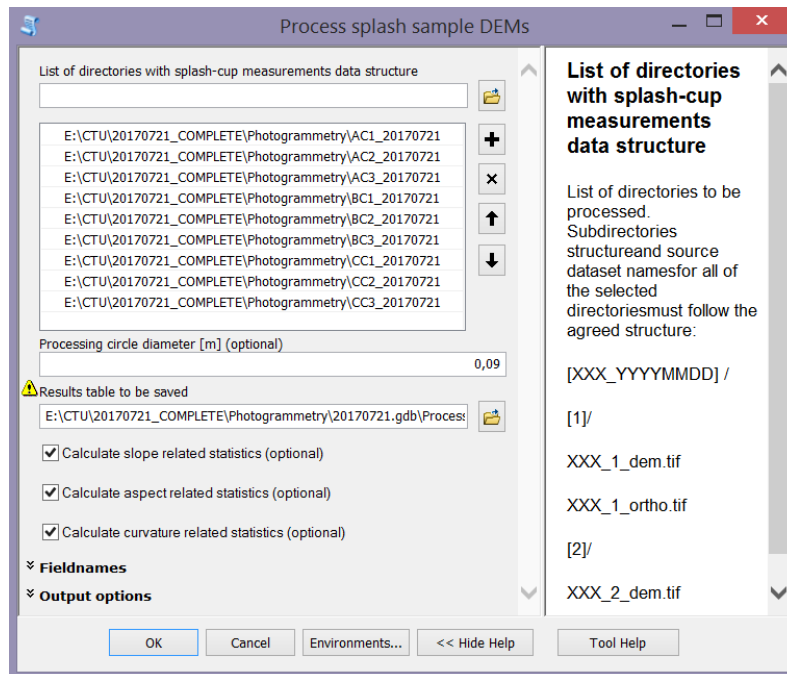 Process splash sample DEMs
List of directories with splash-cup measurements data structure
E:\CTU\20170721_COMPLETE\Photogrammetry\AC1_20170721
E:\CTU\20170721_COMPLETE\Photogrammetry\AC2_20170721
E:\CTU\20170721_COMPLETE\Photogrammetry\AC3_20170721
E:\CTU\20170721_COMPLETE\Photogrammetry\BC1_20170721
E:\CTU\20170721_COMPLETE\Photogrammetry\BC2_20170721
E:\CTU\20170721_COMPLETE\Photogrammetry\BC3_20170721
E:\CTU\20170721_COMPLETE\Photogrammetry\CC1_20170721
E:\CTU\20170721_COMPLETE\Photogrammetry\CC2_20170721
E:\CTU\20170721_COMPLETE\Photogrammetry\CC3_20170721
Processing circle diameter [m] (optional)
0,09
Results table to be saved
E:\CTU\20170721_COMPLETE\Photogrammetry\20170721.gdb\Process
Calculate slope related statistics (optional)
Calculate aspect related statistics (optional)
Calculate curvature related statistics (optional)
Fieldnames
Output options
List of directories
with splash-cup
measurements
data structure
List of directories to be
processed.
Subdirectories
structureand source
dataset namesfor all of
the selected
directoriesmust follow the
agreed structure:
[XXX_YYYYMMDD] /
[1]/
XXX_1_dem.tif
XXX_1_ortho.tif
[2]/
XXX_2_dem.tif
OK
Cancel
Environments...
<< Hide Help
Tool Help